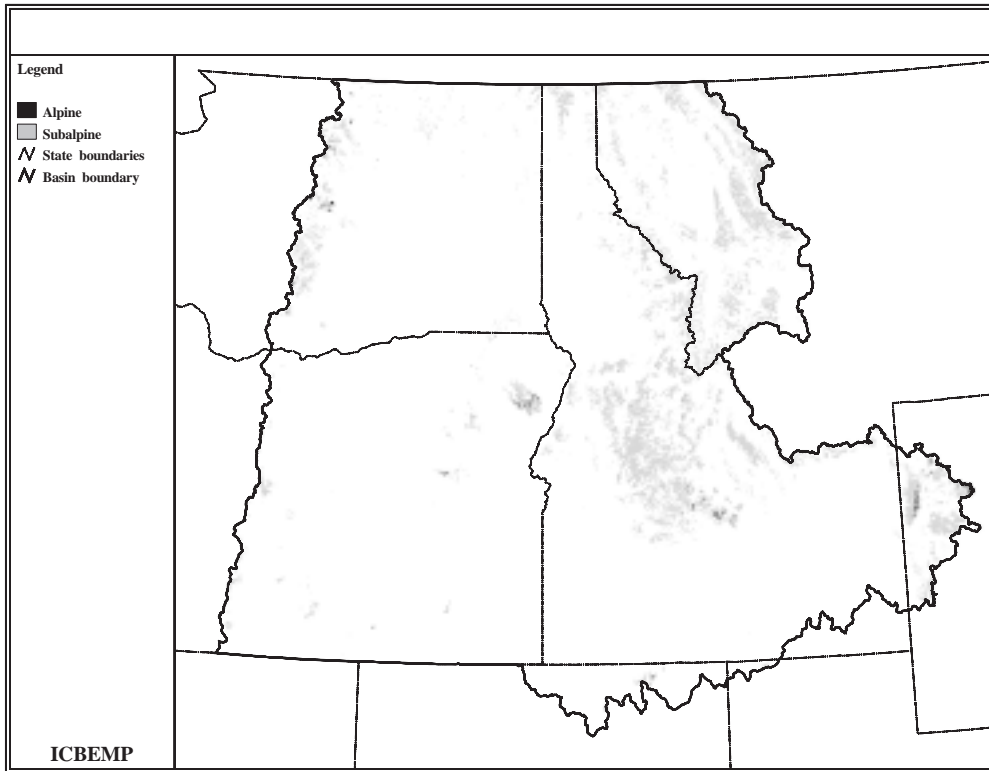 Legend
Alpine
Subalpine
State boundaries
Basin boundary
ICBEMP